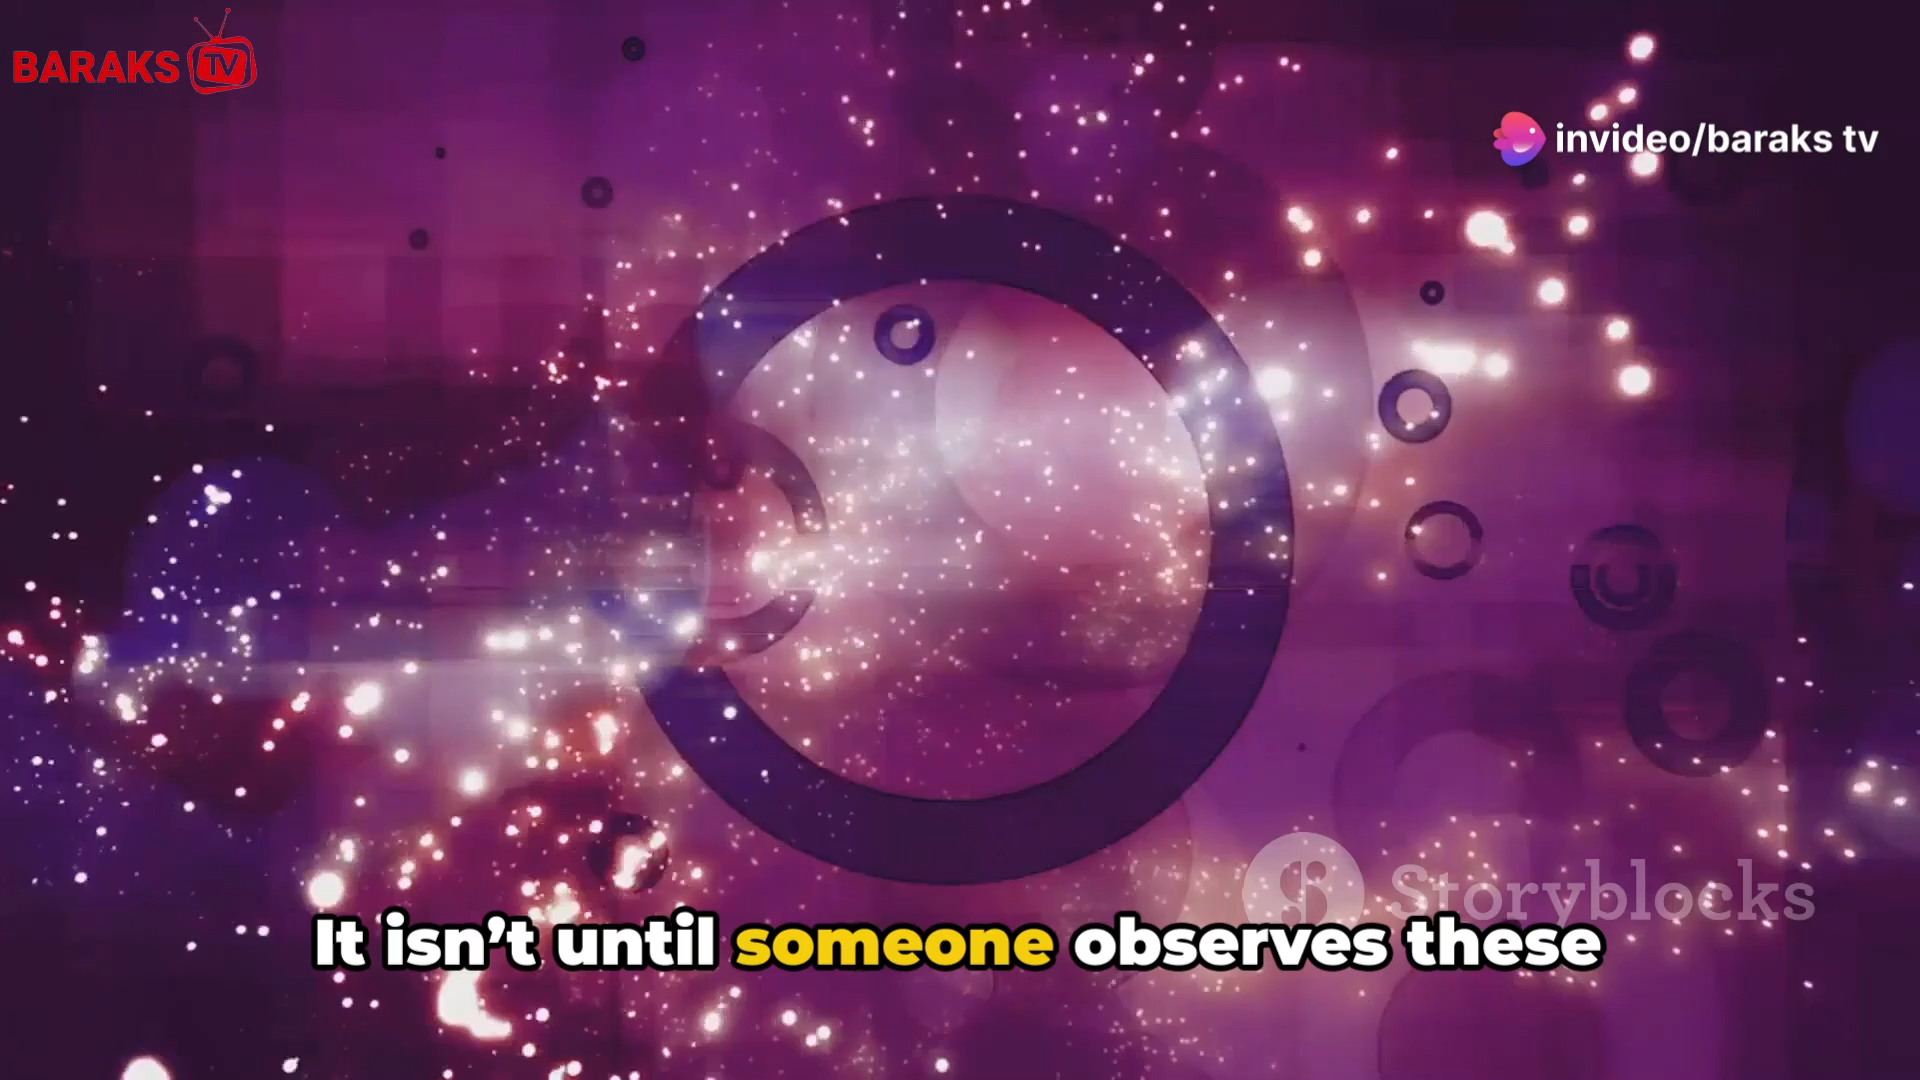 BARAKS TV
invideo/baraks tv
Storyblocks
It isn't until someone observes these